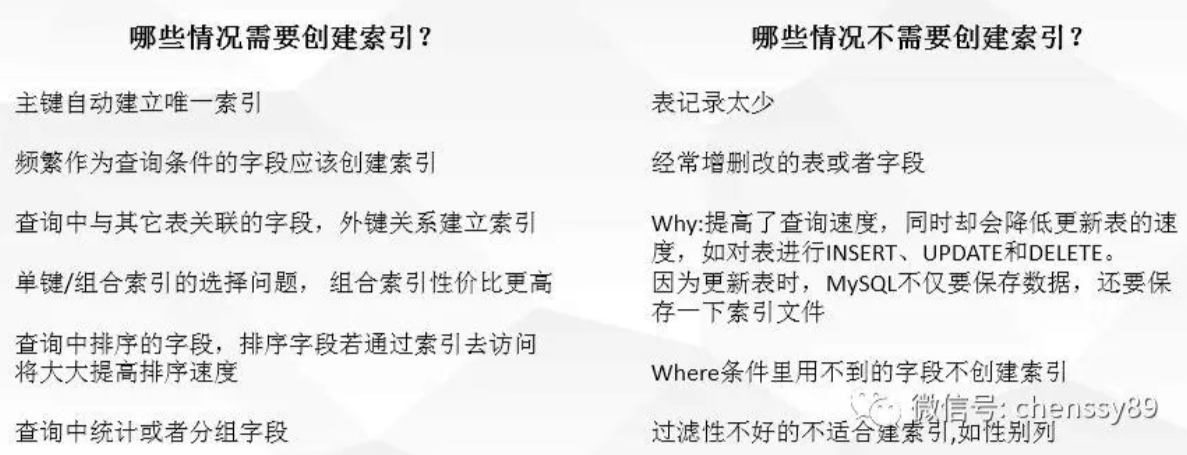 哪些情况需要创建索引？
主键自动建立唯一索引
频繁作为查询条件的字段应该创建索引
查询中与其它表关联的字段，外键关系建立索引
单键/组合索引的选择问题， 组合索引性价比更高
查询中排序的字段，排序字段若通过索引去访问
将大大提高排序速度
查询中统计或者分组字段
哪些情况不需要创建索引？
表记录太少
经常增删改的表或者字段
Why:提高了查询速度，同时却会降低更新表的速
度，如对表进行INSERT、UPDATE和DELETE。
因为更新表时，MySQL不仅要保存数据，还要保
存一下索引文件
Where条件里用不到的字段不创建索引
过滤性不好的不适合建索引,如性别列
微信号: chenssy89